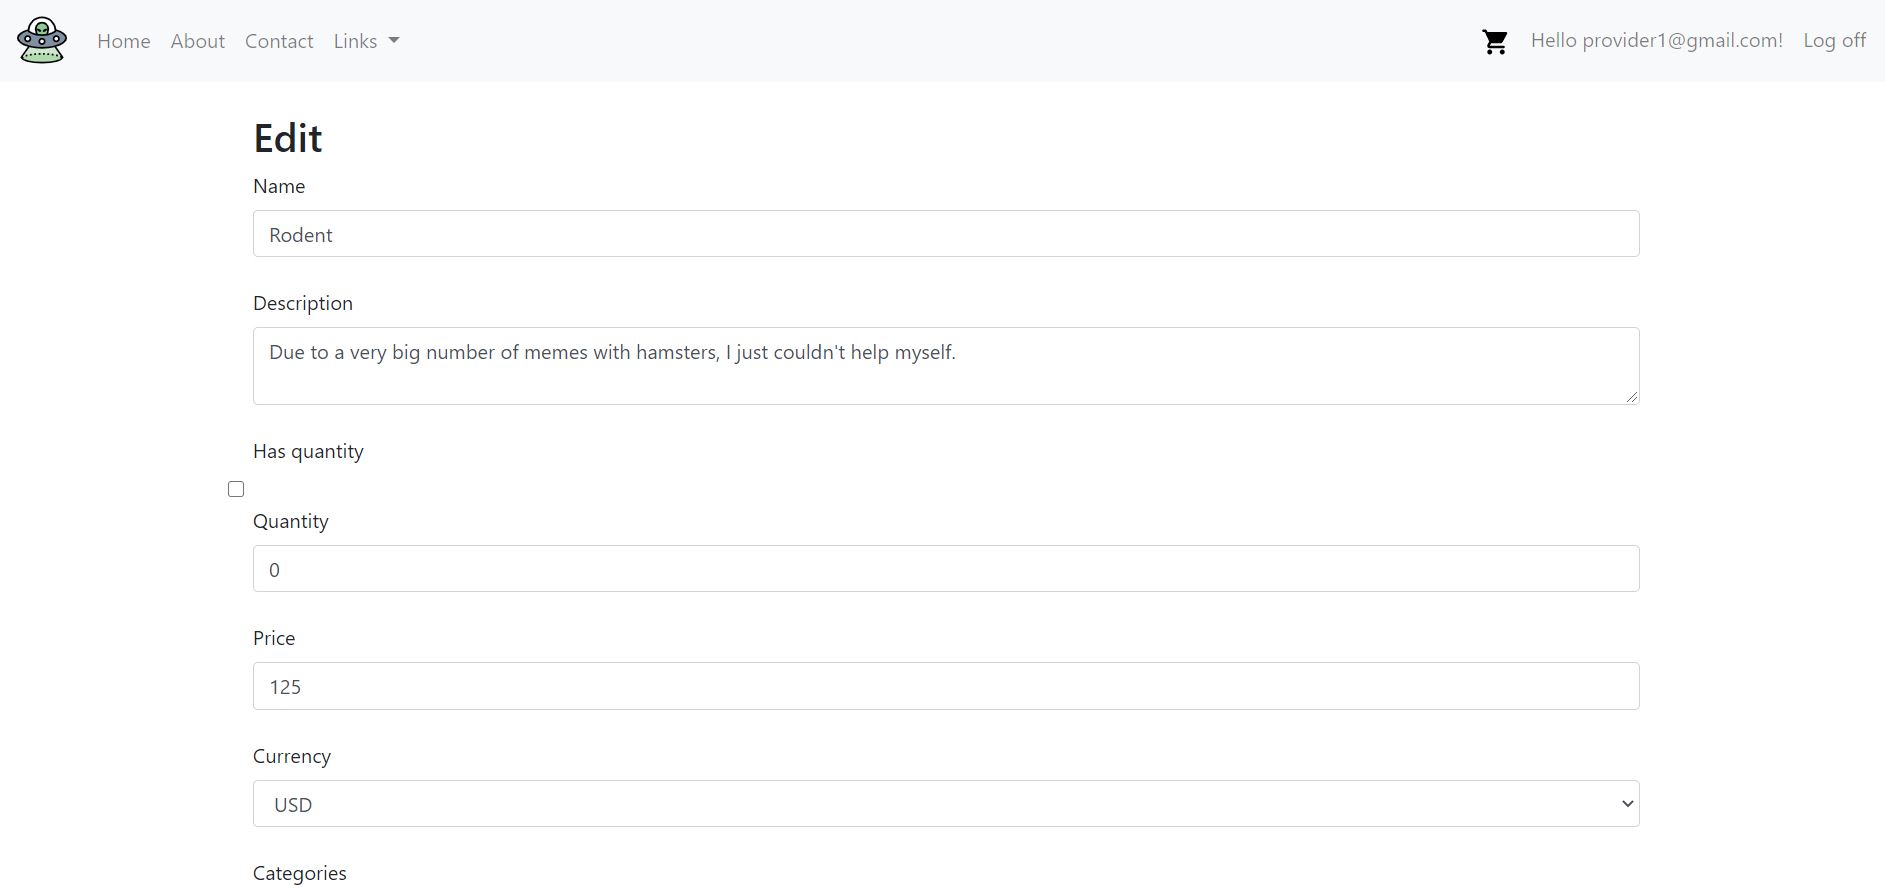 Home About Contact Links Hello provider1@gmail.com! Log off
Edit
Name
Rodent
Description
Due to a very big number of memes with hamsters, I just couldn't help myself.
Has quantity
Quantity
0
Price
125
Currency
USD
Categories